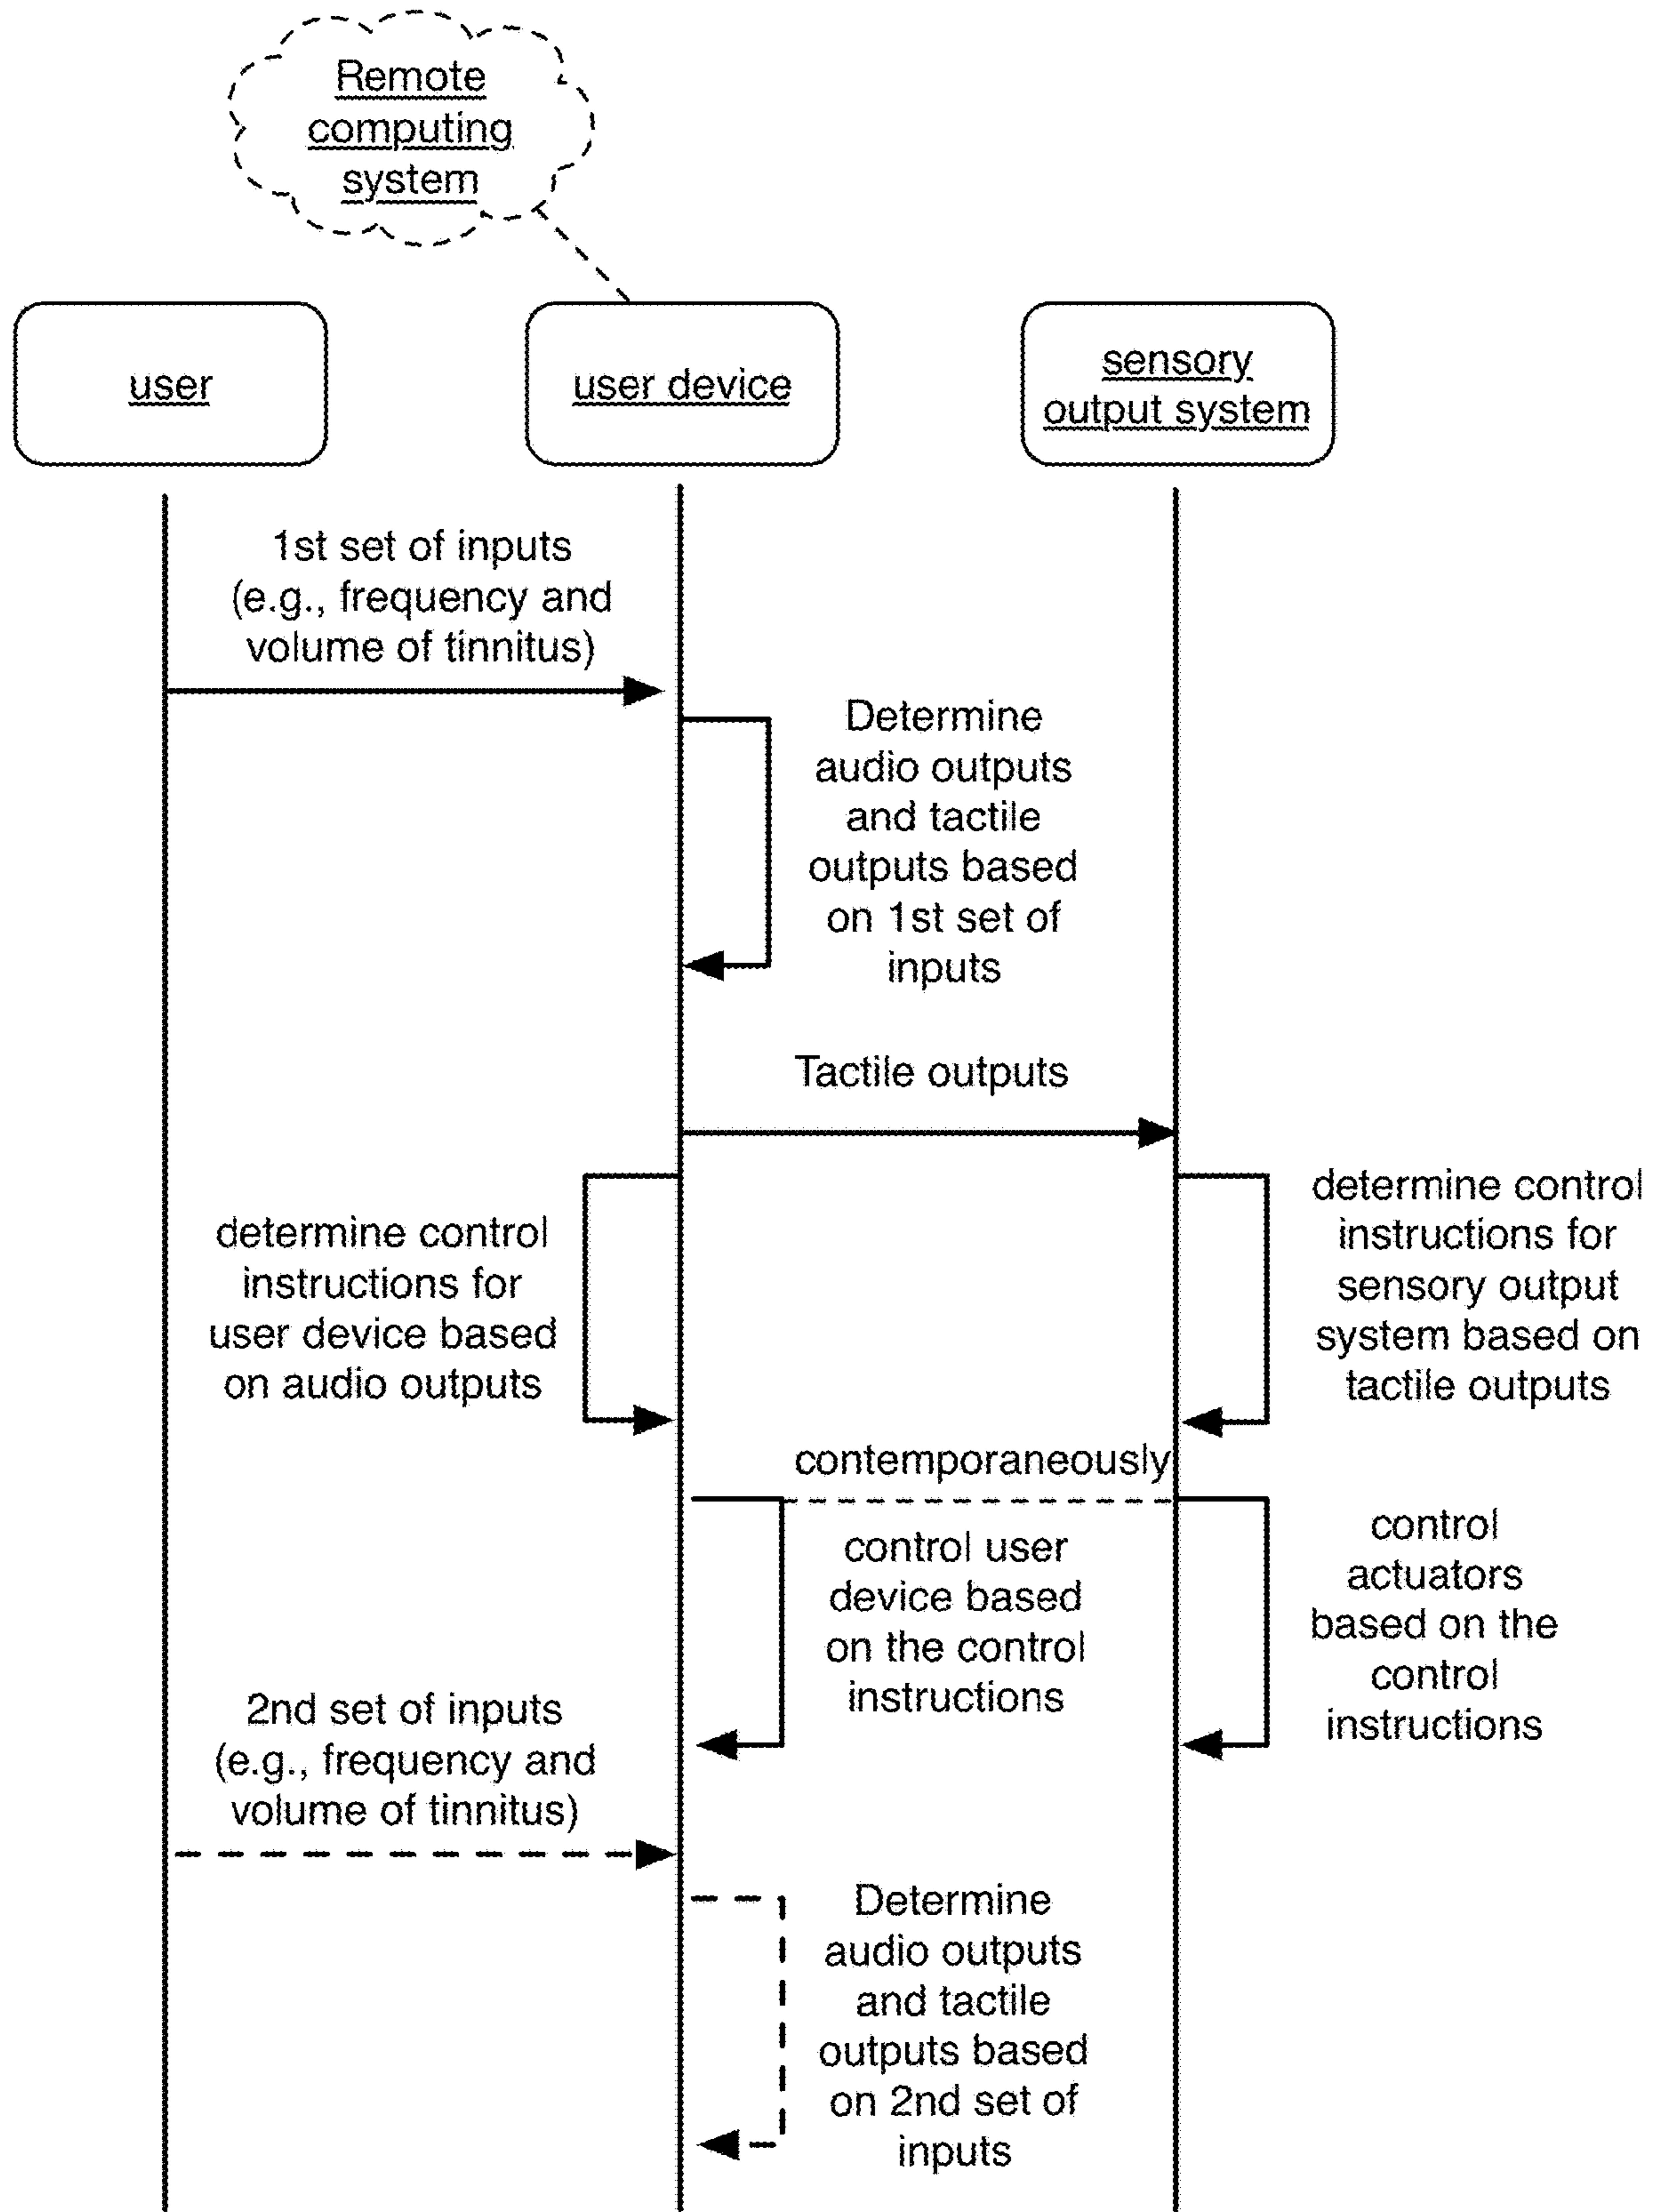 Remote
computing
system
user
user device
sensory
output system
1st set of inputs
(e.g., frequency and
volume of tinnitus)
Determine
audio outputs
and tactile
outputs based
on 1st set of
inputs
Tactile outputs
determine control
instructions for
user device based
on audio outputs
determine control
instructions for
sensory output
system based on
tactile outputs
contemporaneously
control user
device based
on the control
instructions
control
actuators
based on the
control
instructions
2nd set of inputs
(e.g., frequency and
volume of tinnitus)
Determine
audio outputs
and tactile
outputs based
on 2nd set of
inputs